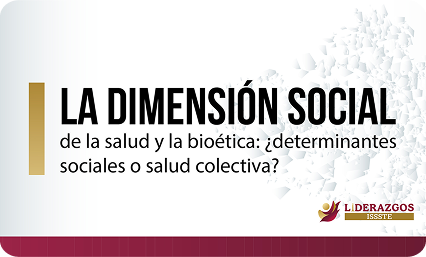 LA DIMENSIÓN SOCIAL
de la salud y la bioética: ¿determinantes
sociales o salud colectiva?
LIDERAZGOS
ISSSTE